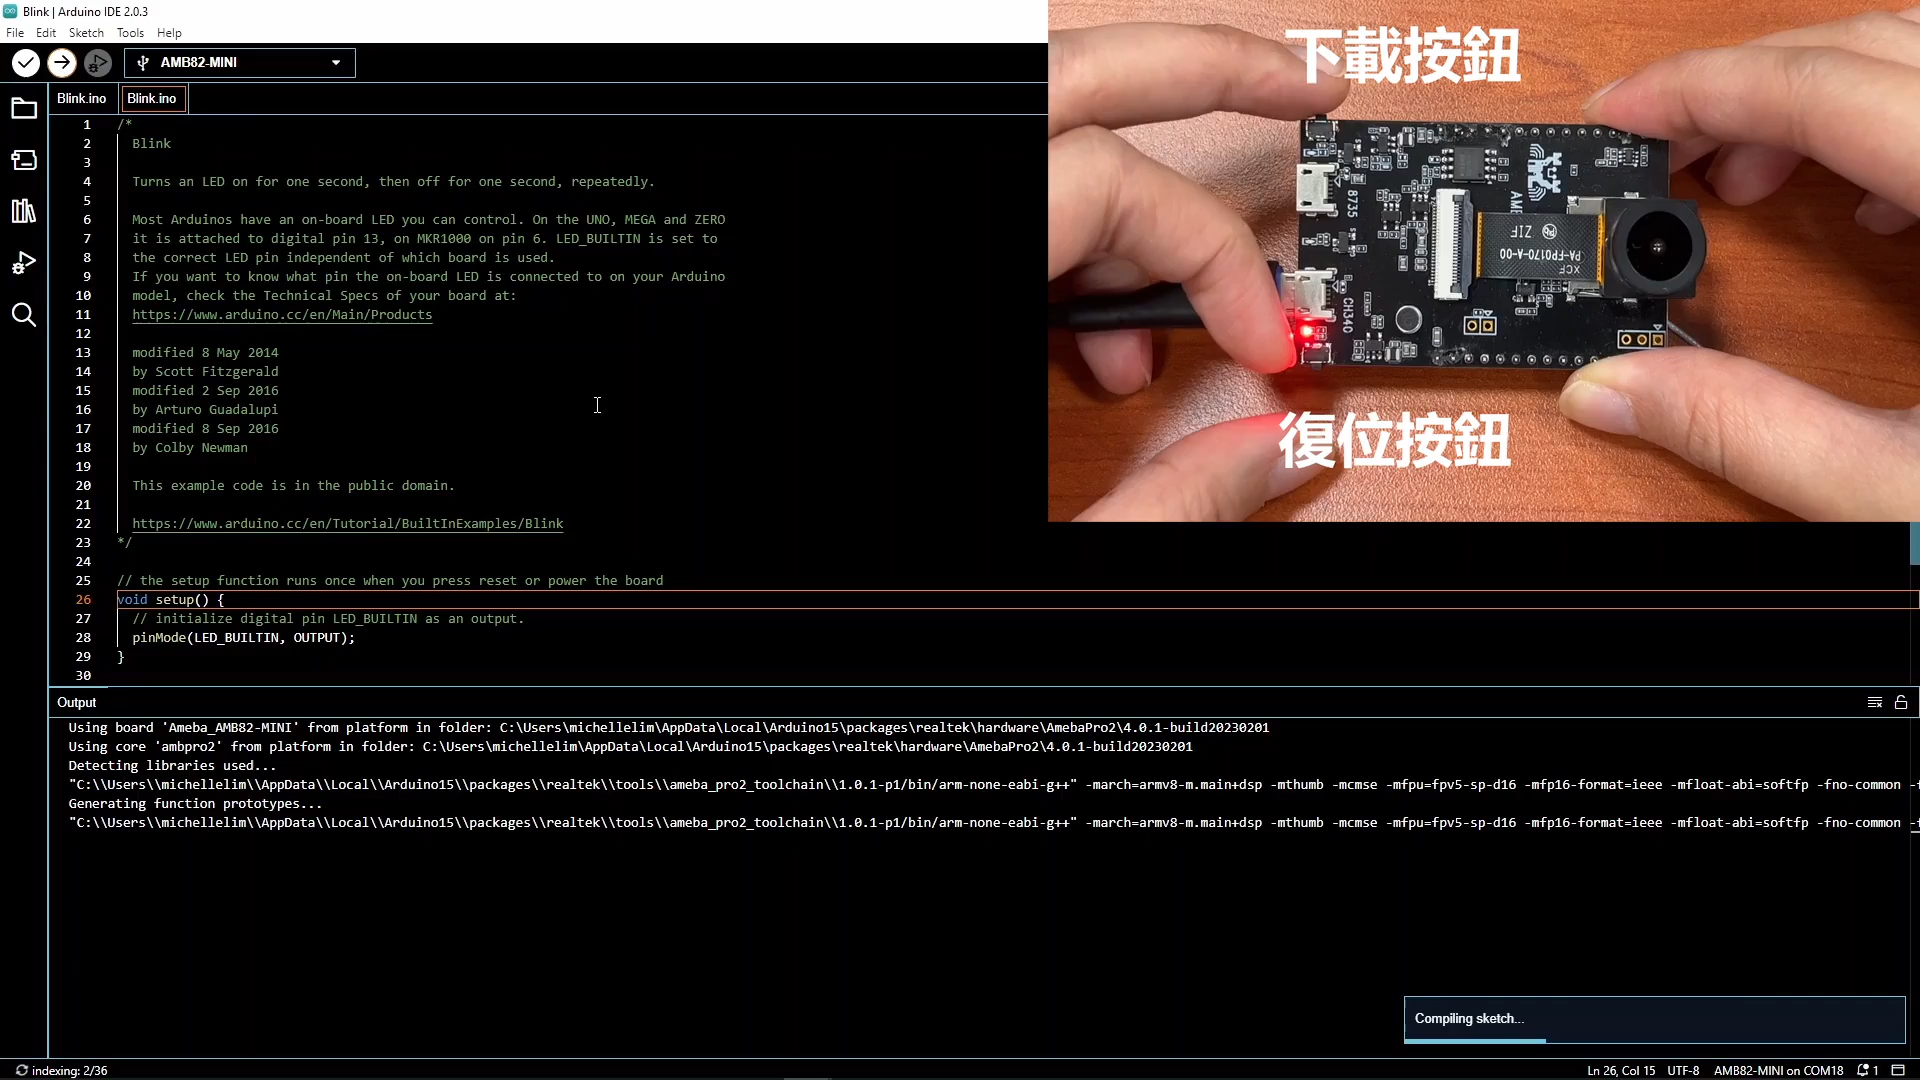 Blink | Arduino IDE 2.0.3
File Edit Sketch Tools Help
AMB82-MINI
Blink.ino
Blink.ino
1 /*
2 Blink
3
4 Turns an LED on for one second, then off for one second, repeatedly.
5
6 Most Arduinos have an on-board LED you can control. On the UNO, MEGA and ZERO
7 it is attached to digital pin 13, on MKR1000 on pin 6. LED_BUILTIN is set to
8 the correct LED pin independent of which board is used.
9 If you want to know what pin the on-board LED is connected to on your Arduino
10 model, check the Technical Specs of your board at:
11 https://www.arduino.cc/en/Main/Products
12
13 modified 8 May 2014
14 by Scott Fitzgerald
15 modified 2 Sep 2016
16 by Arturo Guadalupi
17 modified 8 Sep 2016
18 by Colby Newman
19
20 This example code is in the public domain.
21
22 https://www.arduino.cc/en/Tutorial/BuiltInExamples/Blink
23 */
24
25 // the setup function runs once when you press reset or power the board
26 void setup() {
27 // initialize digital pin LED_BUILTIN as an output.
28 pinMode(LED_BUILTIN, OUTPUT);
29 }
30
下載按鈕
8735
AMB
ZIF
XCF
PA-FP0170-A-00
CH340
復位按鈕
Output
Using board 'Ameba_AMB82-MINI' from platform in folder: C:\Users\michellelim\AppData\Local\Arduino15\packages\realtek\hardware\AmebaPro2\4.0.1-build20230201
Using core 'ambpro2' from platform in folder: C:\Users\michellelim\AppData\Local\Arduino15\packages\realtek\hardware\AmebaPro2\4.0.1-build20230201
Detecting libraries used...
"C:\\Users\\michellelim\\AppData\\Local\\Arduino15\\packages\\realtek\\tools\\ameba_pro2_toolchain\\1.0.1-p1/bin/arm-none-eabi-g++" -march=armv8-m.main+dsp -mthumb -mcmse -mfpu=fpv5-sp-d16 -mfp16-format=ieee -mfloat-abi=softfp -fno-common -f
Generating function prototypes...
"C:\\Users\\michellelim\\AppData\\Local\\Arduino15\\packages\\realtek\\tools\\ameba_pro2_toolchain\\1.0.1-p1/bin/arm-none-eabi-g++" -march=armv8-m.main+dsp -mthumb -mcmse -mfpu=fpv5-sp-d16 -mfp16-format=ieee -mfloat-abi=softfp -fno-common -f
Compiling sketch...
indexing: 2/36
Ln 26, Col 15 UTF-8 AMB82-MINI on COM18 1